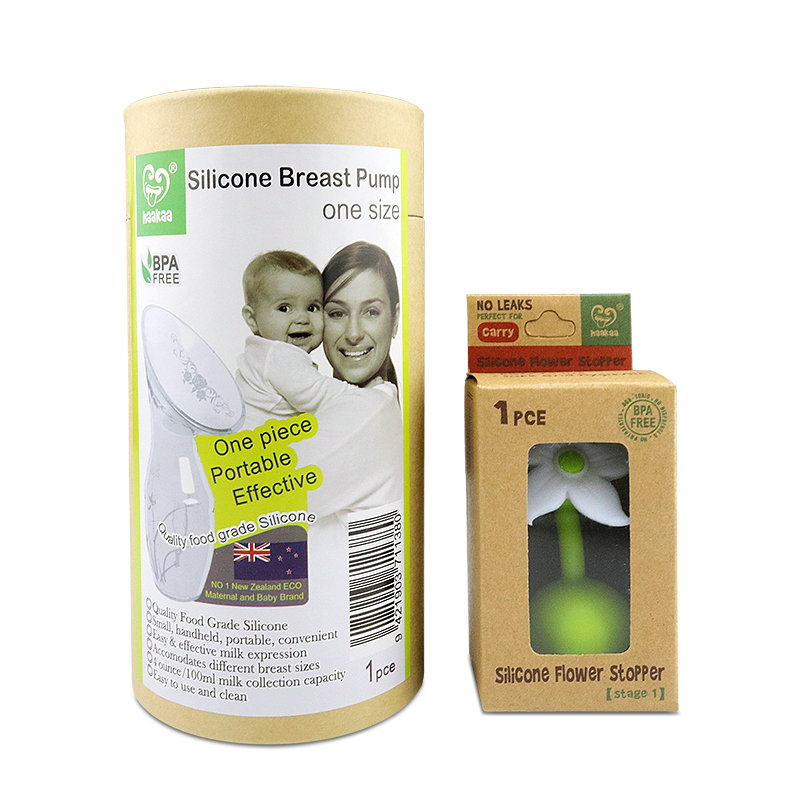 haakaa
®
Silicone Breast Pump
one size
BPA
FREE
One piece
Portable
Effective
Quality food grade Silicone
NO 1 New Zealand ECO
Maternal and Baby Brand
Quality Food Grade Silicone
Small, handheld, portable, convenient
Easy & effective milk expression
Accomodates different breast sizes
4 ounce/100ml milk collection capacity
Easy to use and clean
9 421903 711380
1 pce
NO LEAKS
PERFECT FOR
Carry
haakaa
Silicone Flower Stopper
1 PCE
BPA
FREE
Silicone Flower Stopper
[stage 1]